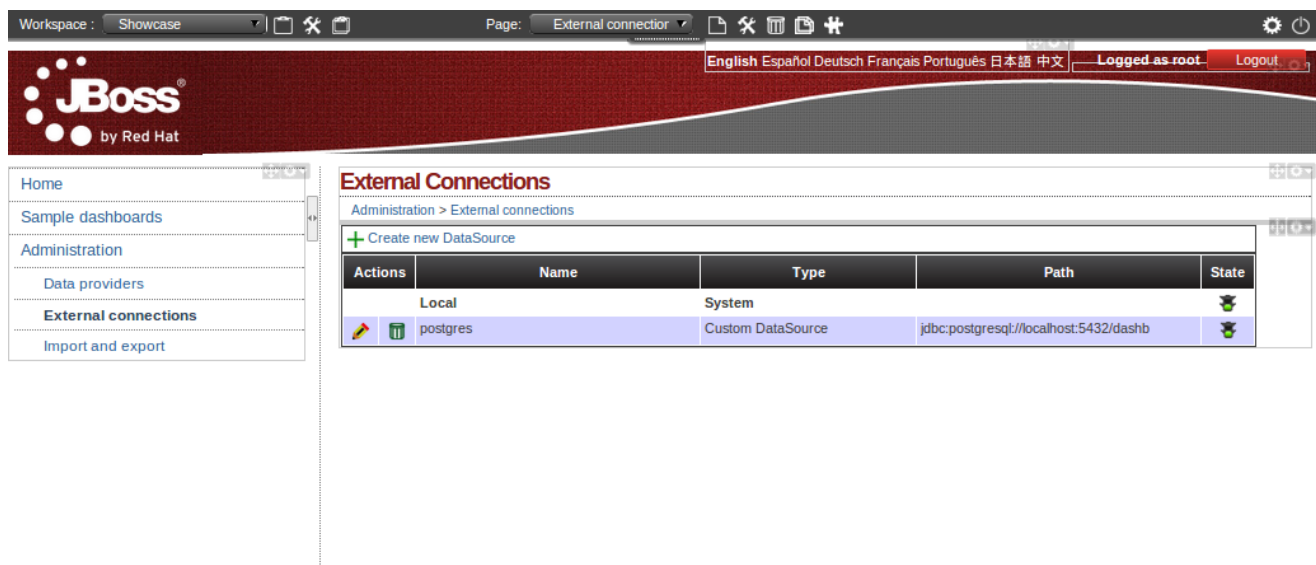 Workspace : Showcase Page: External connection
English Español Deutsch Français Português 日本語 中文 Logged as root Logout
JBoss®
by Red Hat
Home
Sample dashboards
Administration
Data providers
External connections
Import and export
External Connections
Administration > External connections
Create new DataSource
Actions Name Type Path State
Local System
postgres Custom DataSource jdbc:postgresql://localhost:5432/dashb